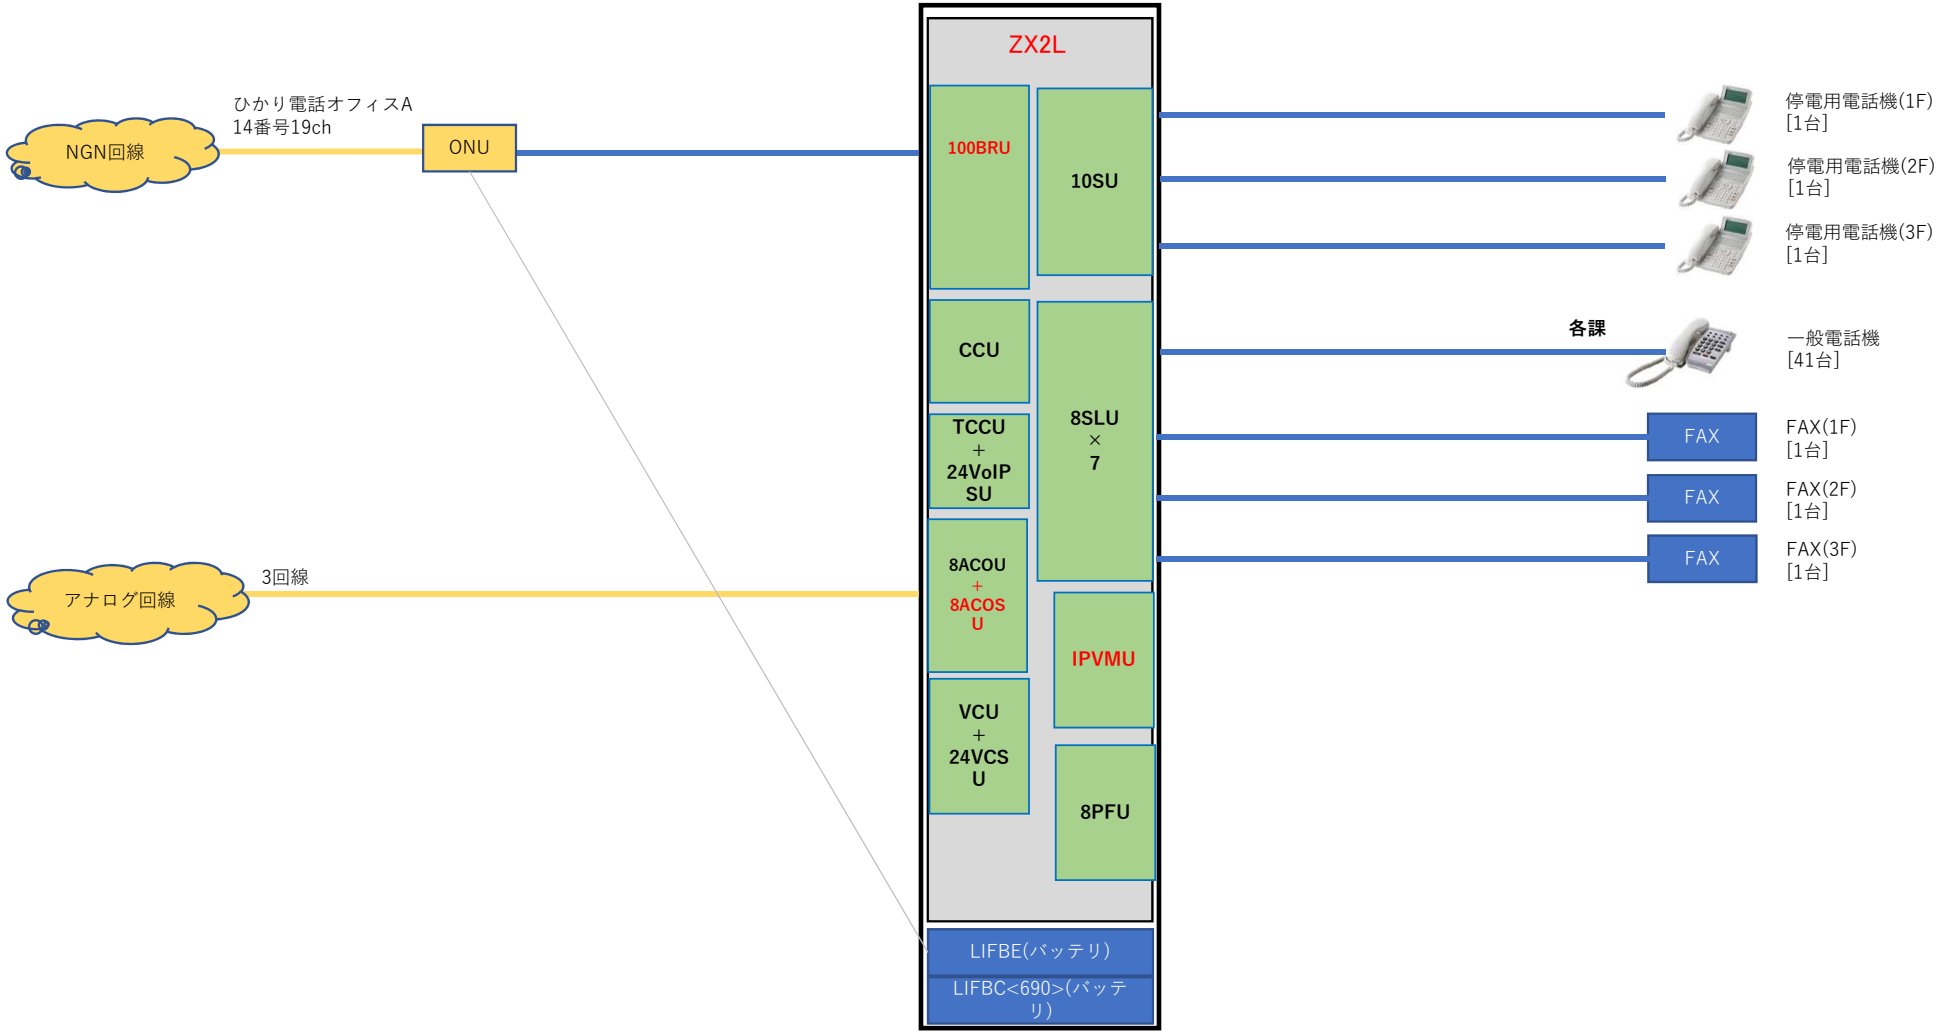 ZX2L
ひかり電話オフィスA
14番号19ch
NGN回線
ONU
100BRU
10SU
停電用電話機(1F)
[1台]
停電用電話機(2F)
[1台]
停電用電話機(3F)
[1台]
CCU
8SLU
×
7
各課
一般電話機
[41台]
TCCU
+
24VoIP
SU
FAX
FAX(1F)
[1台]
FAX
FAX(2F)
[1台]
FAX
FAX(3F)
[1台]
アナログ回線
3回線
8ACOU
+
8ACOS
U
IPVMU
VCU
+
24VCS
U
8PFU
LIFBE(バッテリ)
LIFBC<690>(バッテ
リ)